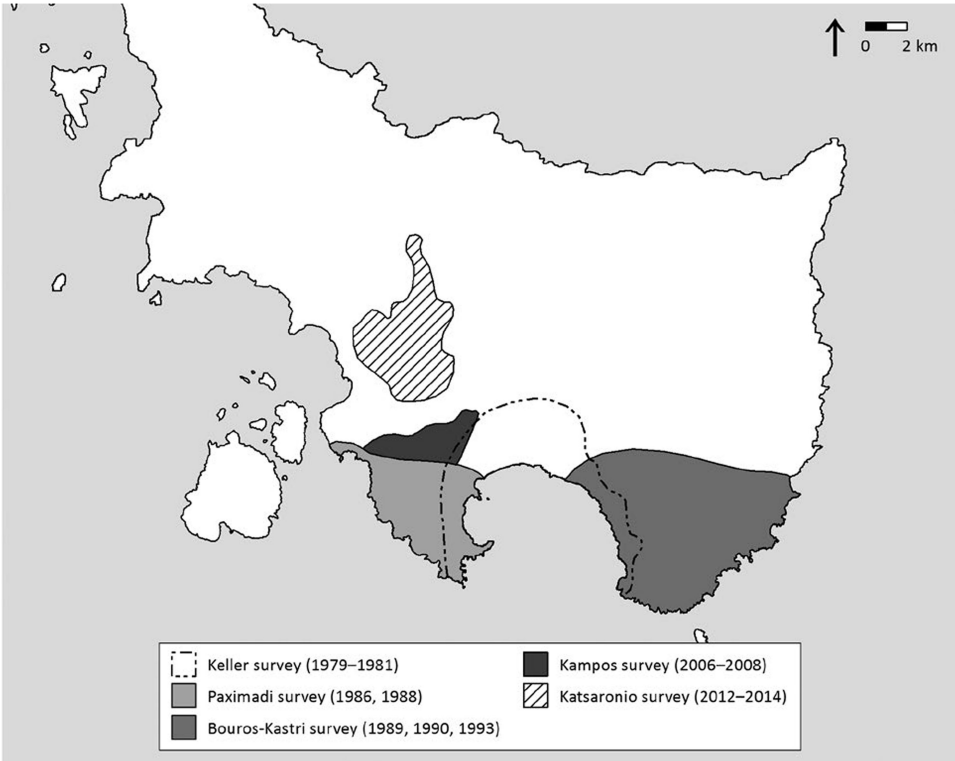 0 2 km
Keller survey (1979–1981)
Paximadi survey (1986, 1988)
Bouros-Kastri survey (1989, 1990, 1993)
Kampos survey (2006–2008)
Katsaronio survey (2012–2014)